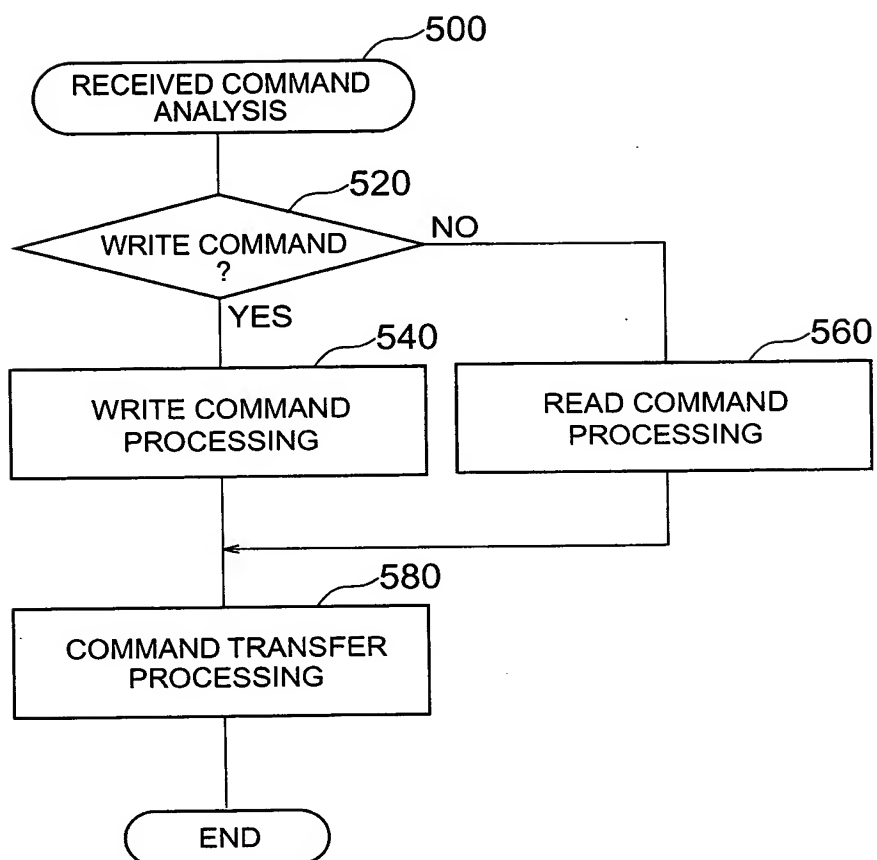 500
RECEIVED COMMAND
ANALYSIS
520
WRITE COMMAND
?
NO
YES
540
WRITE COMMAND
PROCESSING
560
READ COMMAND
PROCESSING
580
COMMAND TRANSFER
PROCESSING
END